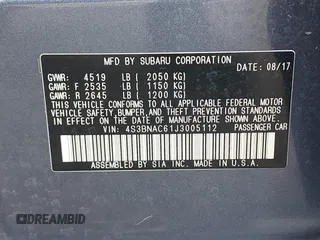 MFD. BY SUBARU CORPORATION
DATE: 08/17
GVWR: 4519 LB ( 2050 KG)
GAWR: F 2535 LB ( 1150 KG)
GAWR: R 2645 LB ( 1200 KG)
THIS VEHICLE CONFORMS TO ALL APPLICABLE
FEDERAL MOTOR VEHICLE SAFETY, BUMPER,
AND THEFT PREVENTION STANDARDS IN EFFECT
ON THE DATE OF MANUFACTURE SHOWN ABOVE.
VIN: 4S3BNAC61J3005112
PASSENGER CAR
ASSEMBLED BY SIA INC. IN U.S.A.
DREAMBID